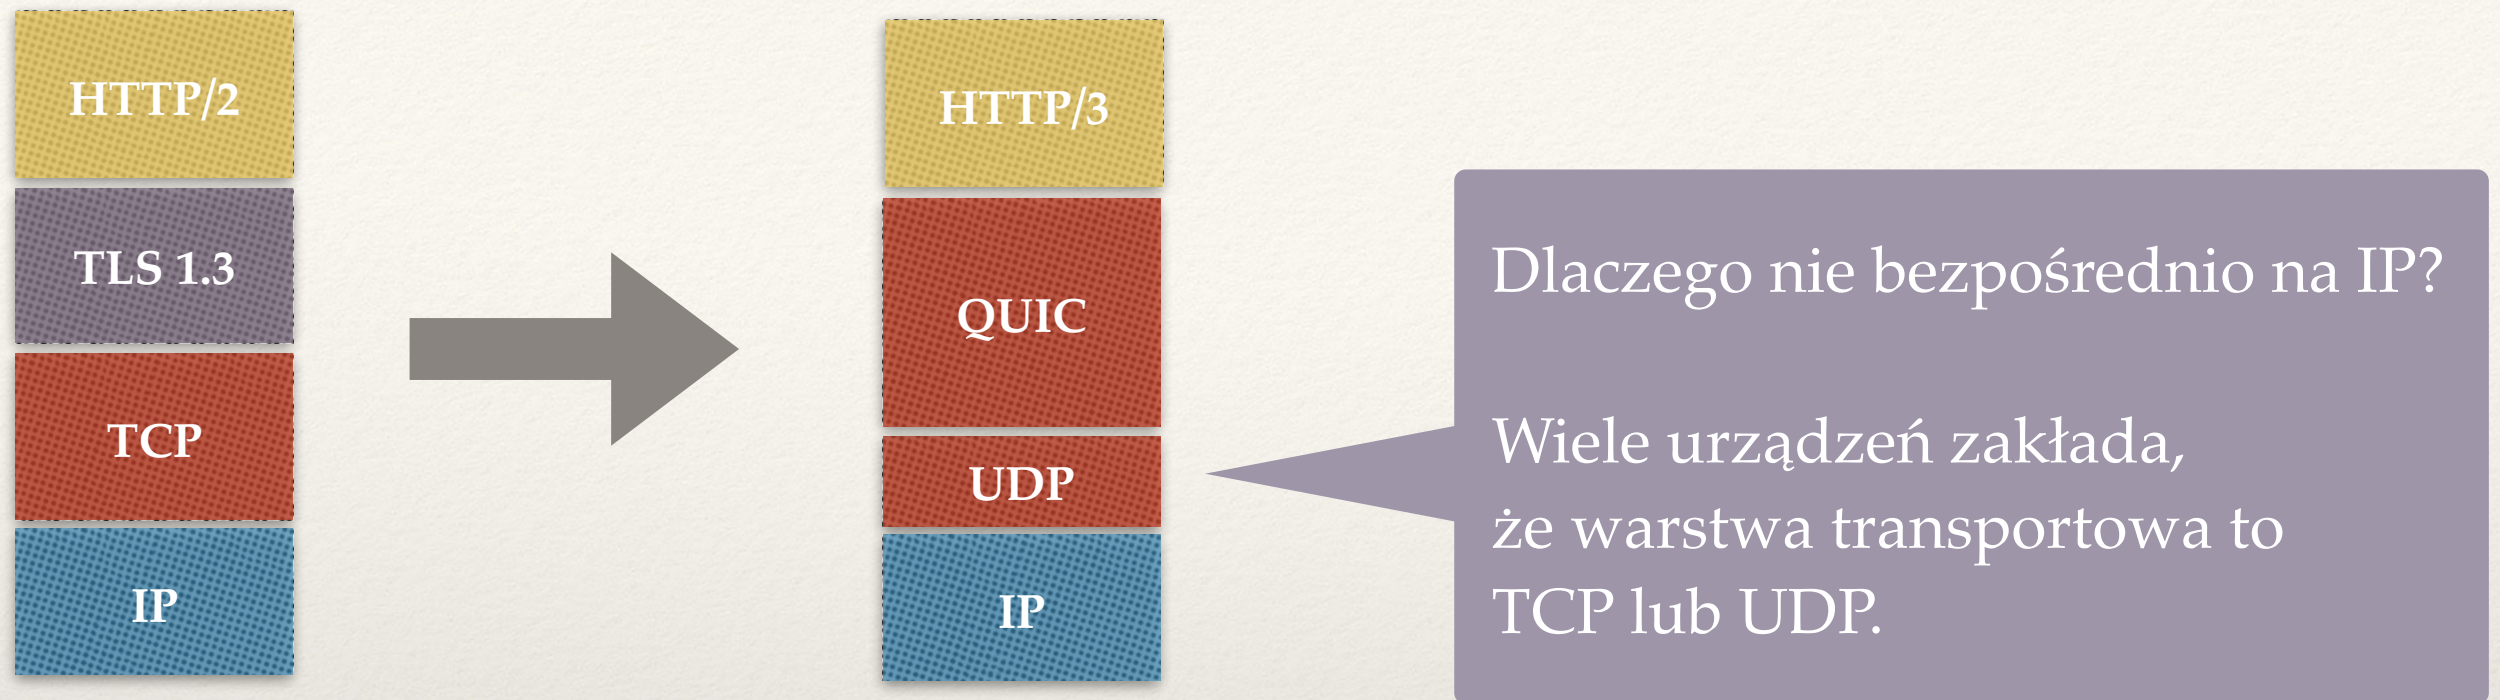 HTTP/2
TLS 1.3
TCP
IP
HTTP/3
QUIC
UDP
IP
Dlaczego nie bezpośrednio na IP?
Wiele urządzeń zakłada,
że warstwa transportowa to
TCP lub UDP.